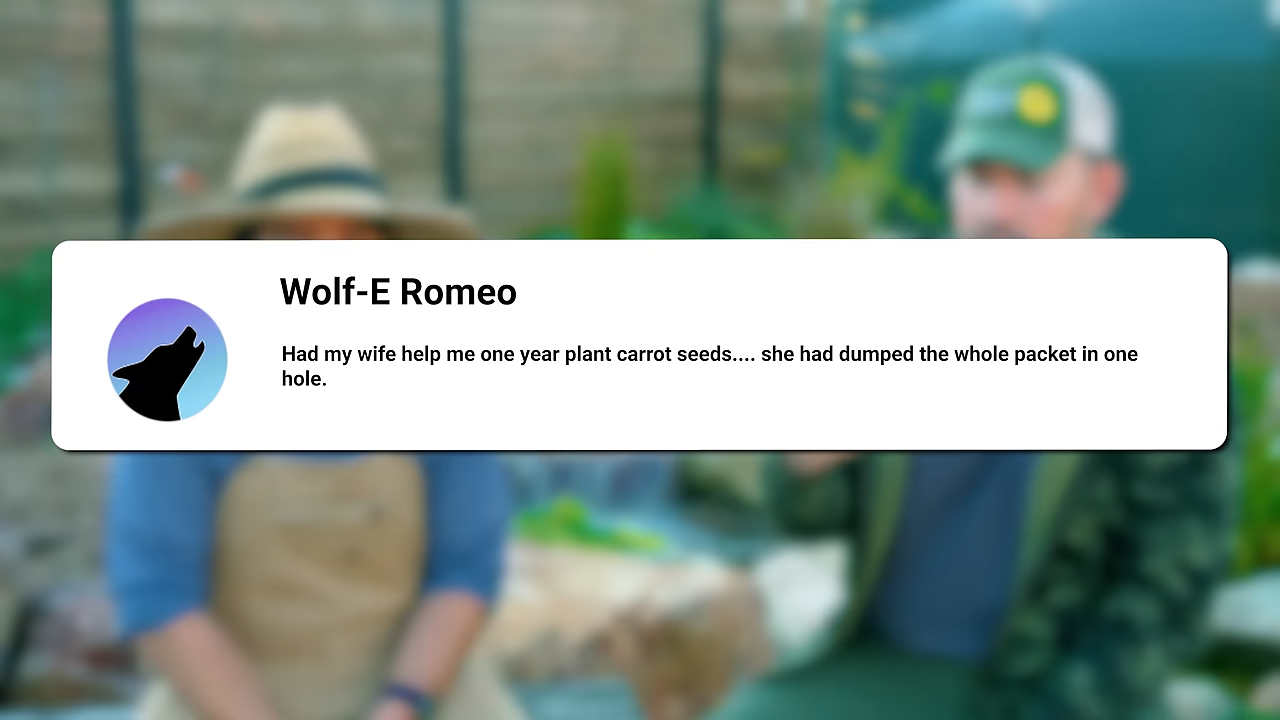 Wolf-E Romeo
Had my wife help me one year plant carrot seeds.... she had dumped the whole packet in one
hole.